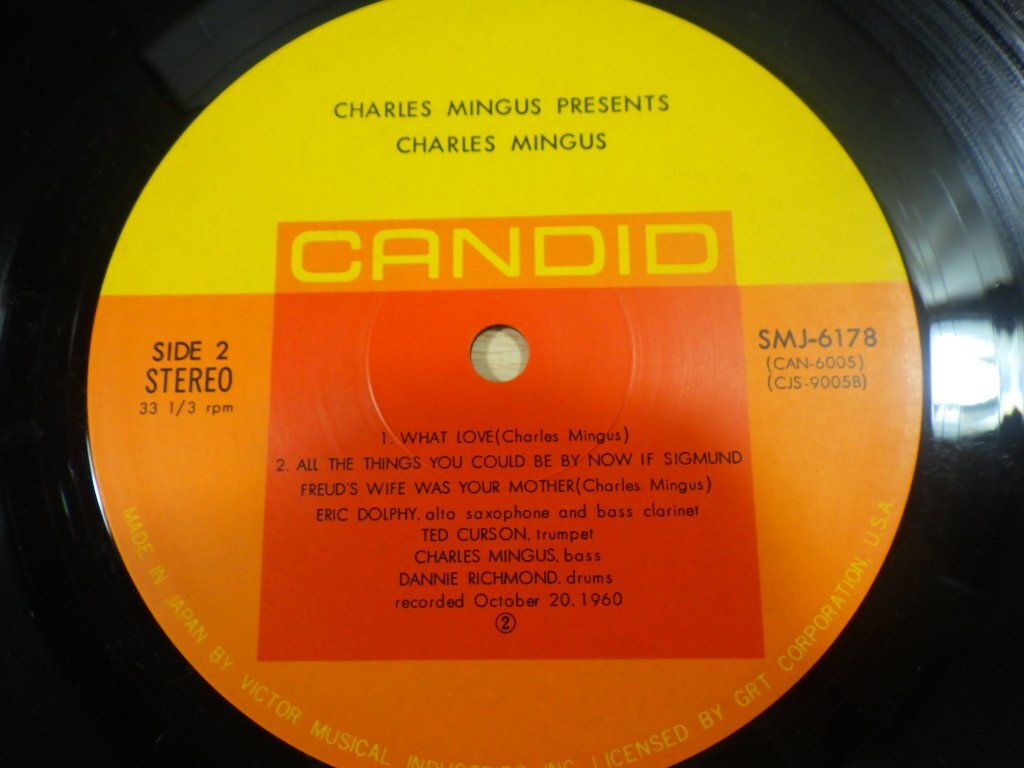 CHARLES MINGUS PRESENTS
CHARLES MINGUS
CANDID
SIDE 2
STEREO
33 1/3 rpm
SMJ-6178
(CAN-6005)
(CJS-9005B)
1. WHAT LOVE(Charles Mingus)
2. ALL THE THINGS YOU COULD BE BY NOW IF SIGMUND
FREUD'S WIFE WAS YOUR MOTHER(Charles Mingus)
ERIC DOLPHY, alto saxophone and bass clarinet
TED CURSON, trumpet
CHARLES MINGUS, bass
DANNIE RICHMOND, drums
recorded October 20, 1960
②
MADE IN JAPAN BY VICTOR MUSICAL INDUSTRIES, INC. LICENSED BY GRT CORPORATION, U.S.A.